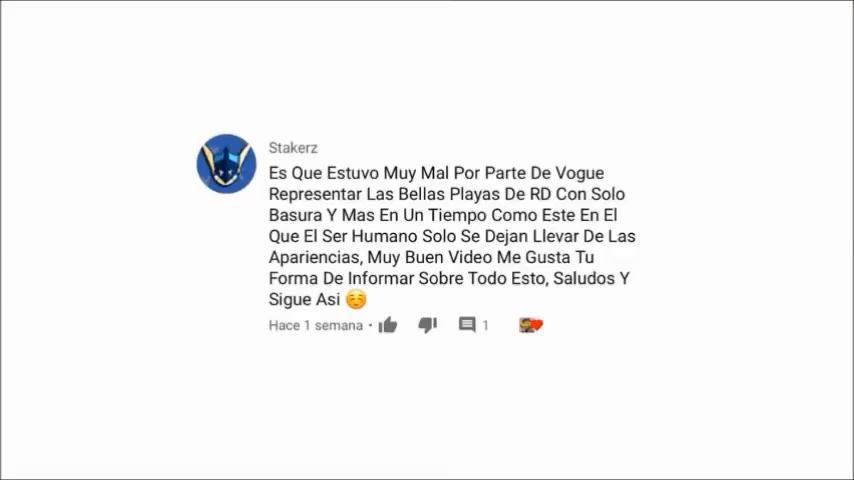 Stakerz
Es Que Estuvo Muy Mal Por Parte De Vogue
Representar Las Bellas Playas De RD Con Solo
Basura Y Mas En Un Tiempo Como Este En El
Que El Ser Humano Solo Se Dejan Llevar De Las
Apariencias, Muy Buen Video Me Gusta Tu
Forma De Informar Sobre Todo Esto, Saludos Y
Sigue Asi ☺️
Hace 1 semana · 1